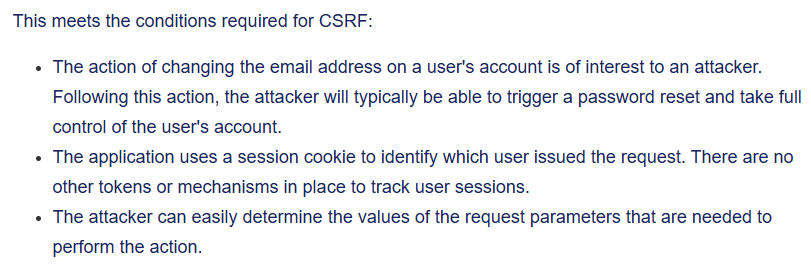 This meets the conditions required for CSRF:
• The action of changing the email address on a user's account is of interest to an attacker.
Following this action, the attacker will typically be able to trigger a password reset and take full
control of the user's account.
• The application uses a session cookie to identify which user issued the request. There are no
other tokens or mechanisms in place to track user sessions.
• The attacker can easily determine the values of the request parameters that are needed to
perform the action.